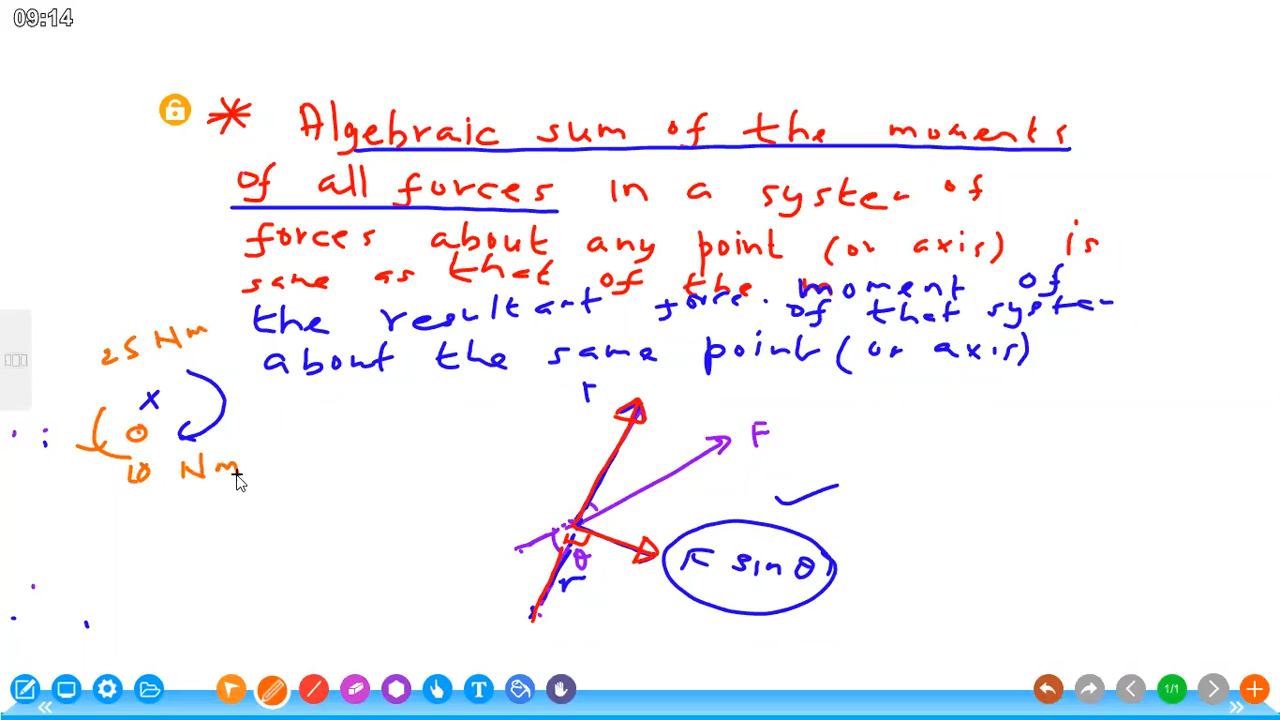 09:14
* Algebraic sum of the moments
of all forces in a system of
forces about any point (or axis) is
same as that of the moment of
the resultant force. of that system
about the same point (or axis)
25 Nm
x
10 Nm
r
F
θ
r
F sin θ
T
1/1